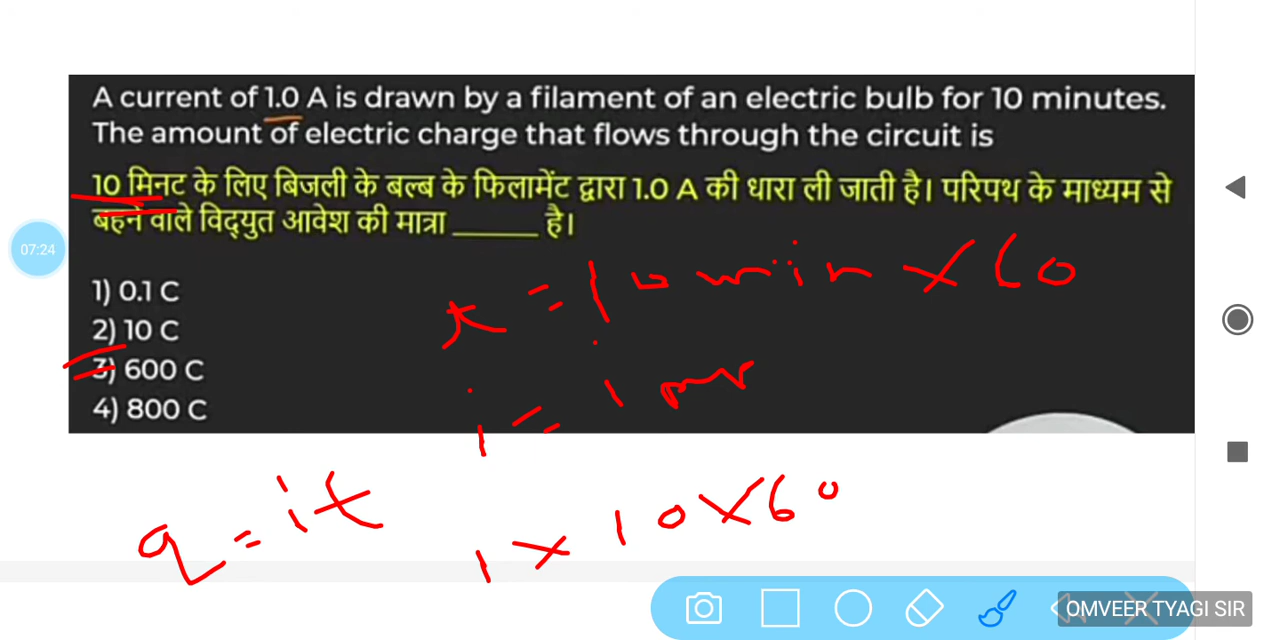 A current of 1.0 A is drawn by a filament of an electric bulb for 10 minutes.
The amount of electric charge that flows through the circuit is
10 मिनट के लिए बिजली के बल्ब के फिलामेंट द्वारा 1.0 A की धारा ली जाती है। परिपथ के माध्यम से
बहने वाले विद्युत आवेश की मात्रा ______ है।
07:24
1) 0.1 C
2) 10 C
3) 600 C
4) 800 C
t = 10 min × 60
i = 1
q = it
1 × 10 × 60
OMVEER TYAGI SIR